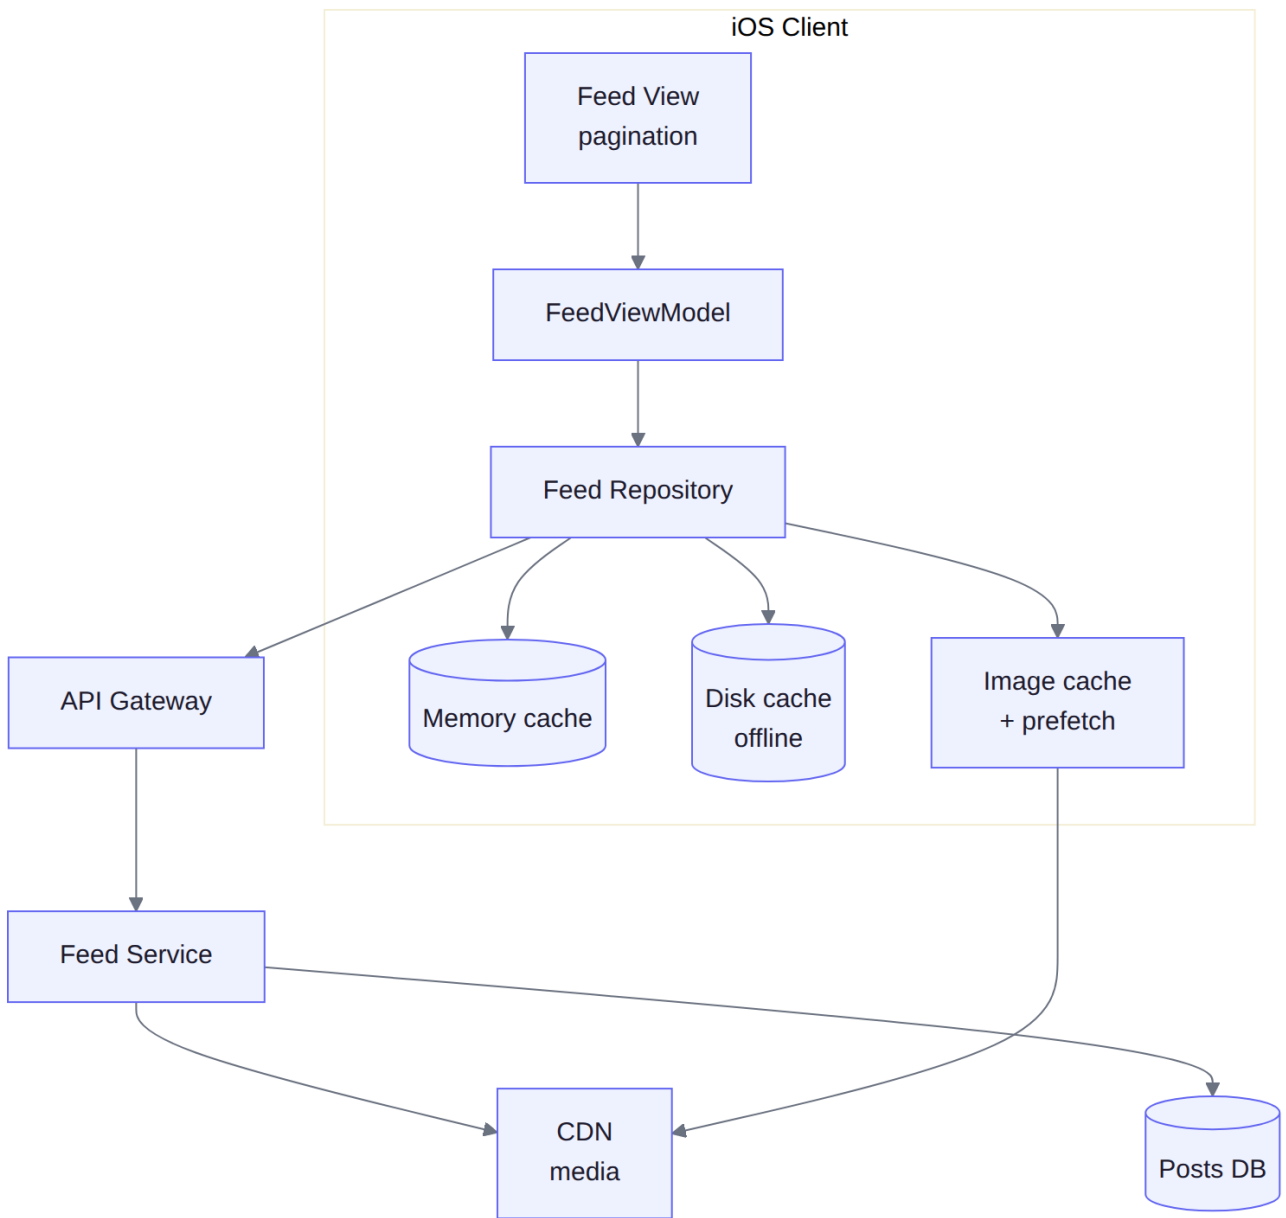 iOS Client
Feed View
pagination
FeedViewModel
Feed Repository
API Gateway
Memory cache
Disk cache
offline
Image cache
+ prefetch
Feed Service
CDN
media
Posts DB